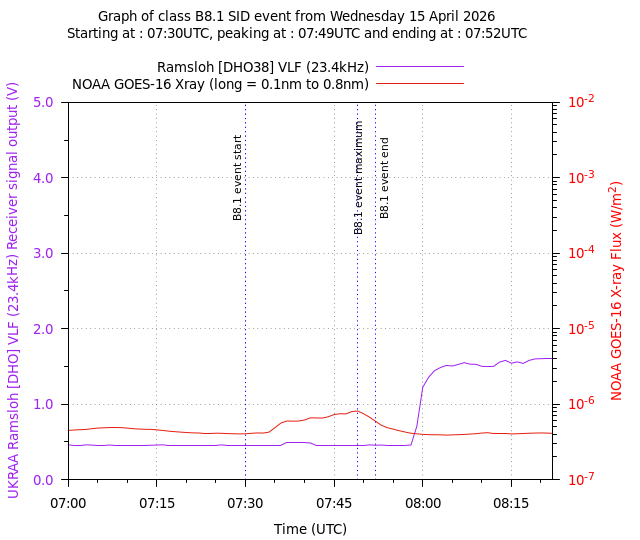 Graph of class B8.1 SID event from Wednesday 15 April 2026
Starting at : 07:30UTC, peaking at : 07:49UTC and ending at : 07:52UTC
Ramsloh [DHO38] VLF (23.4kHz)
NOAA GOES-16 Xray (long = 0.1nm to 0.8nm)
UKRAA Ramsloh [DHO] VLF (23.4kHz) Receiver signal output (V)
5.0
4.0
3.0
2.0
1.0
0.0
B8.1 event start
B8.1 event maximum
B8.1 event end
10-2
10-3
10-4
10-5
10-6
10-7
NOAA GOES-16 X-ray Flux (W/m2)
07:00 07:15 07:30 07:45 08:00 08:15
Time (UTC)